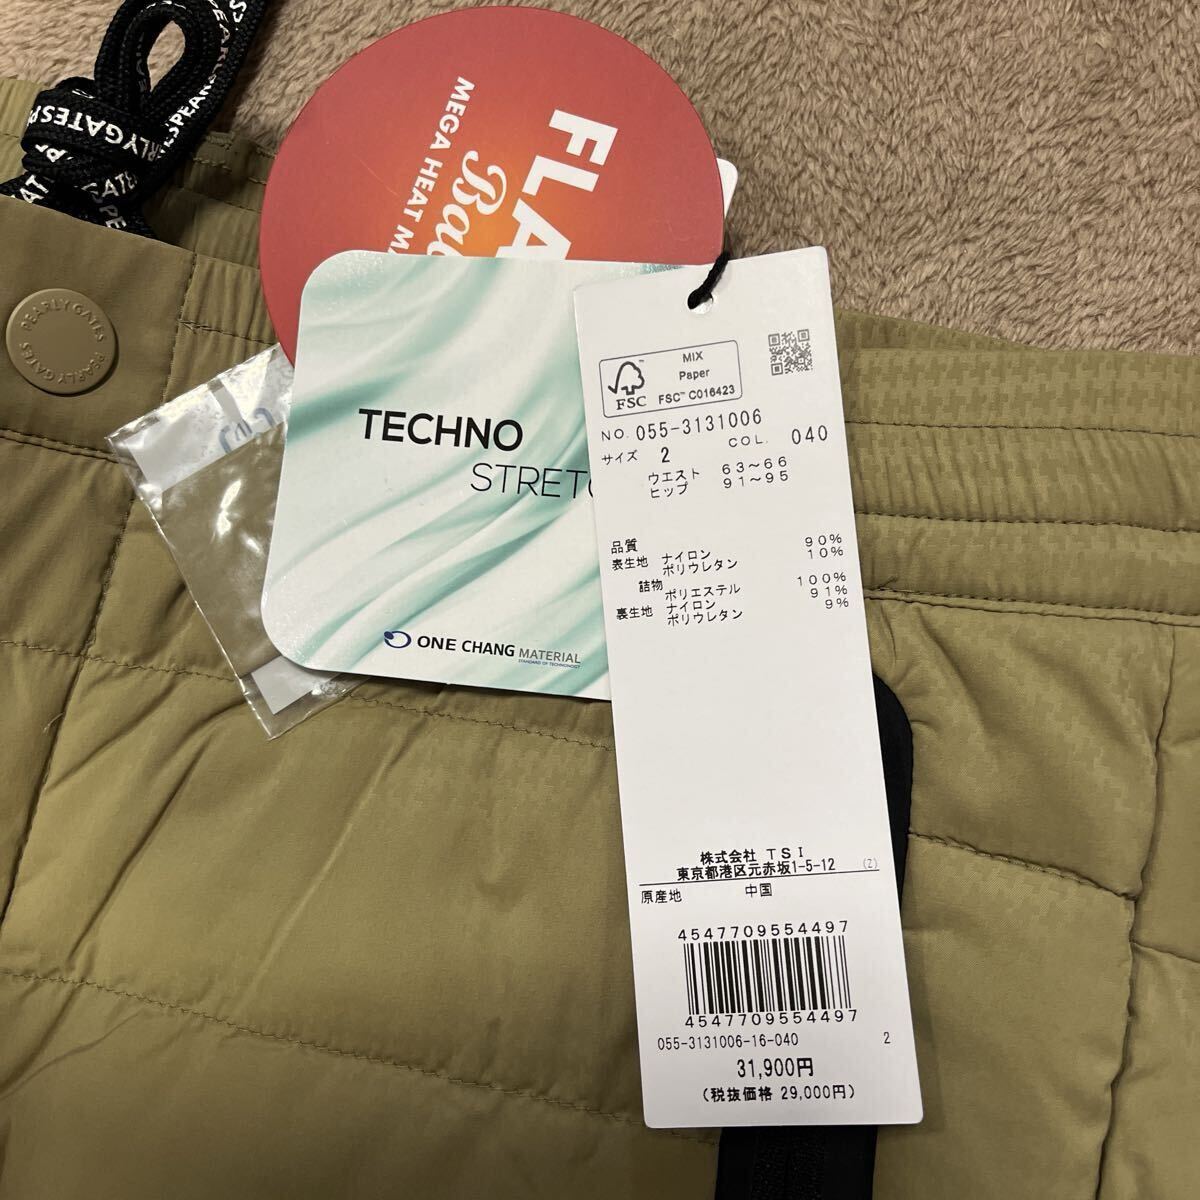 PEARLYGATES
PEARLY GATES PEARLY GATES
FLA
Ba
MEGA HEAT
TECHNO
STRETC
ONE CHANG MATERIAL
MIX
Paper
FSC
FSC™ C016423
NO. 055-3131006
COL. 040
サイズ 2
ウエスト 63～66
ヒップ 91～95
品質
表生地 ナイロン 90%
ポリウレタン 10%
詰物
ポリエステル 100%
裏生地 ナイロン 91%
ポリウレタン 9%
株式会社 TSI
東京都港区元赤坂1-5-12 (Z)
原産地 中国
4547709554497
4547709554497
055-3131006-16-040 2
31,900円
(税抜価格 29,000円)